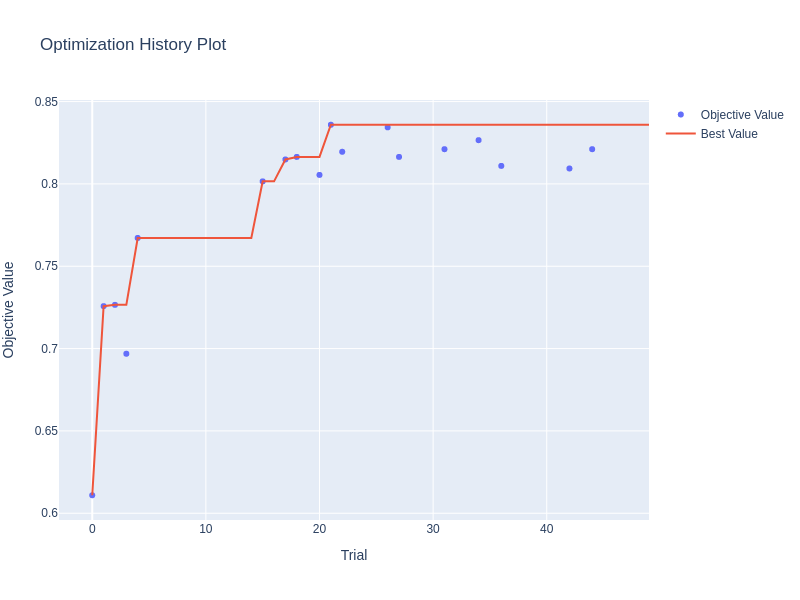 Optimization History Plot
Objective Value
Best Value
0.85
0.8
0.75
0.7
0.65
0.6
Objective Value
0
10
20
30
40
Trial